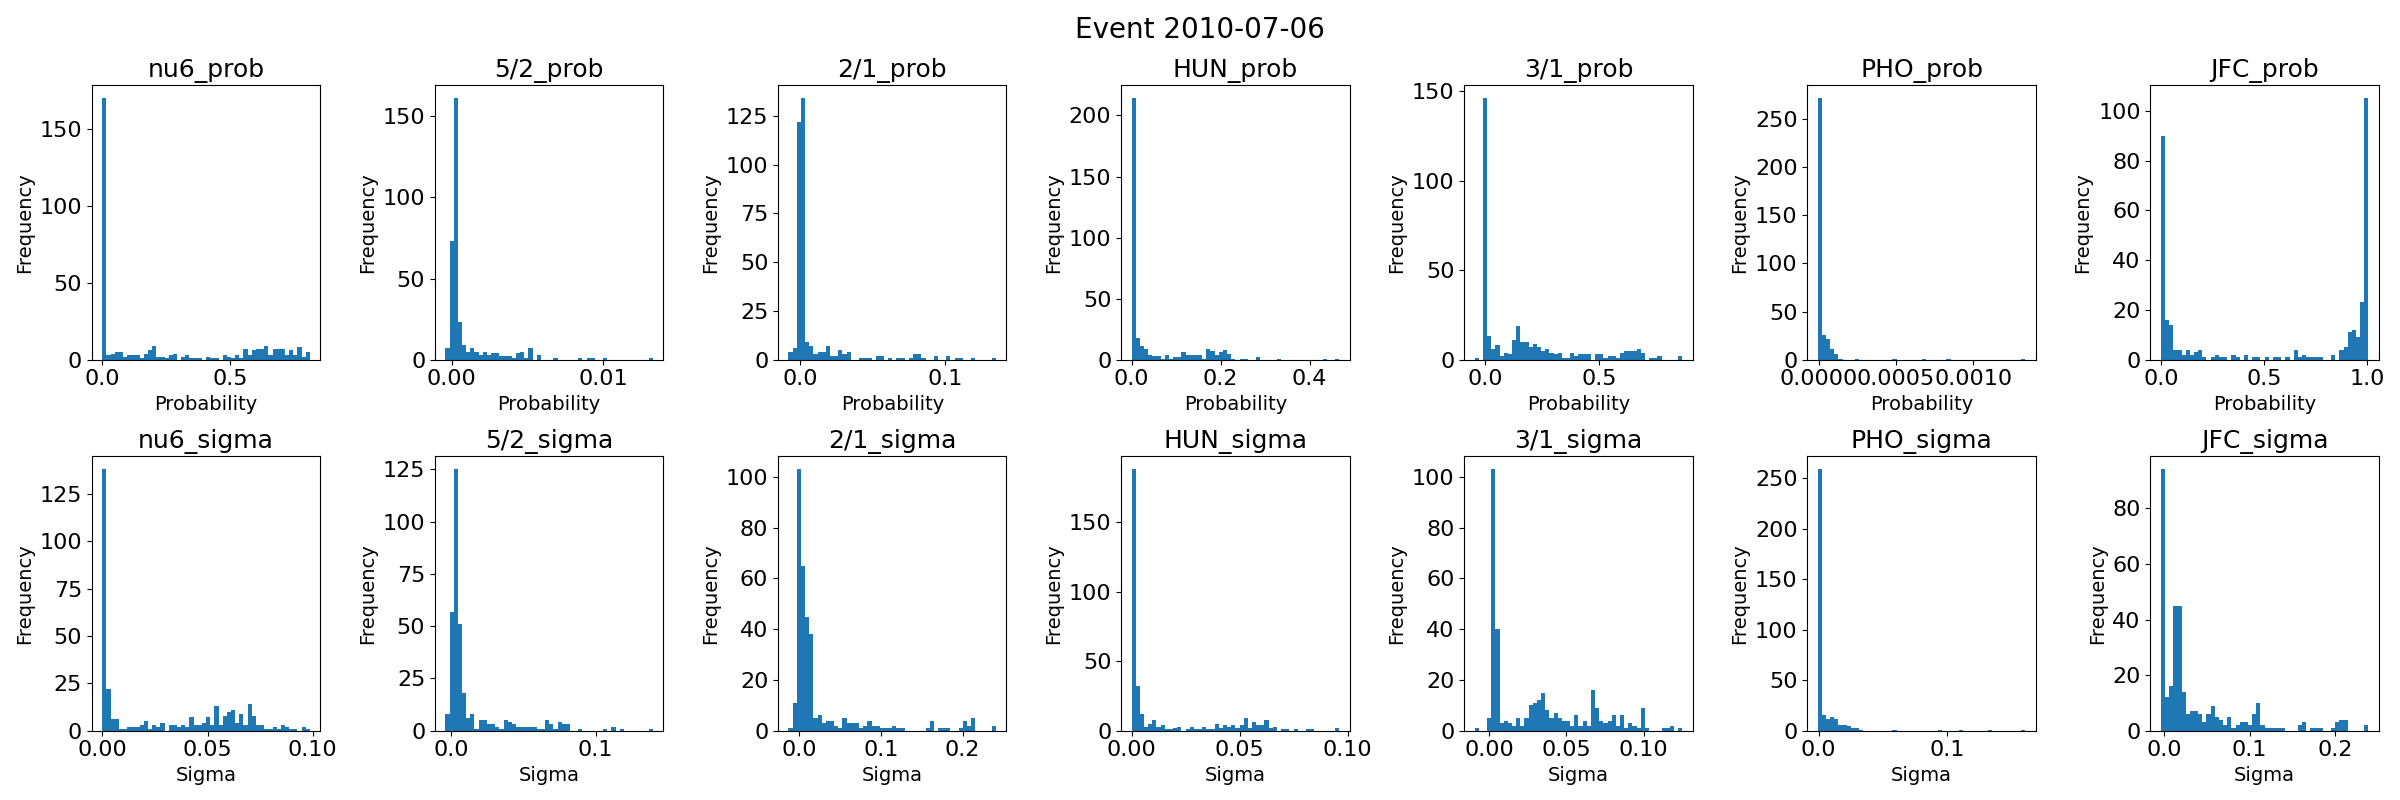 Event 2010-07-06
nu6_prob 5/2_prob 2/1_prob HUN_prob 3/1_prob PHO_prob JFC_prob
Frequency Frequency Frequency Frequency Frequency Frequency Frequency
150 100 50 0
150 100 50 0
125 100 75 50 25 0
200 150 100 50 0
150 100 50 0
250 200 150 100 50 0
100 80 60 40 20 0
0.0 0.5 0.00 0.01 0.0 0.1 0.0 0.2 0.4 0.0 0.5 0.0000 0.0005 0.0010 0.0 0.5 1.0
Probability Probability Probability Probability Probability Probability Probability
nu6_sigma 5/2_sigma 2/1_sigma HUN_sigma 3/1_sigma PHO_sigma JFC_sigma
Frequency Frequency Frequency Frequency Frequency Frequency Frequency
125 100 75 50 25 0
125 100 75 50 25 0
100 80 60 40 20 0
150 100 50 0
100 80 60 40 20 0
250 200 150 100 50 0
80 60 40 20 0
0.00 0.05 0.10 0.0 0.1 0.0 0.1 0.2 0.00 0.05 0.10 0.00 0.05 0.10 0.0 0.1 0.0 0.1 0.2
Sigma Sigma Sigma Sigma Sigma Sigma Sigma